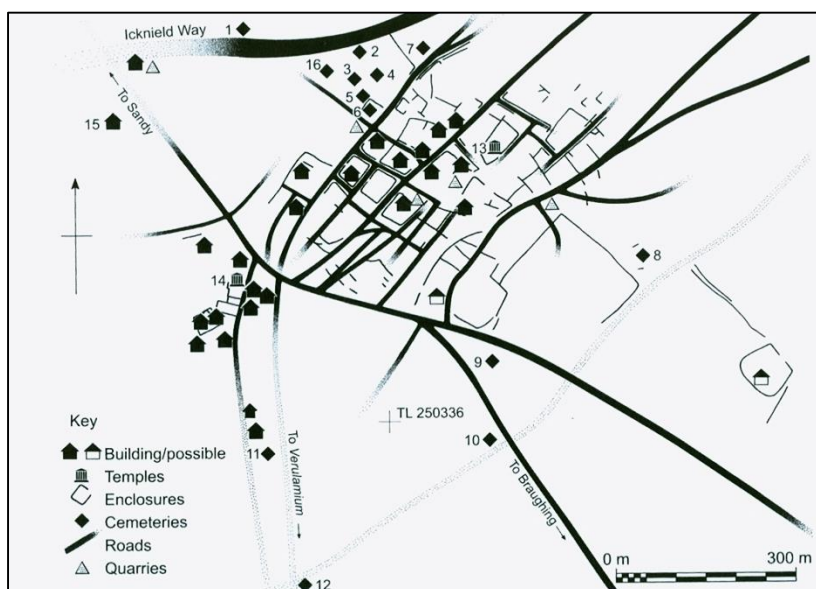 Icknield Way
1
2
7
3
4
16
5
6
To Sandy
15
13
8
14
9
TL 250336
10
11
To Verulamium
To Braughing
12
Key
Building/possible
Temples
Enclosures
Cemeteries
Roads
Quarries
0 m 300 m